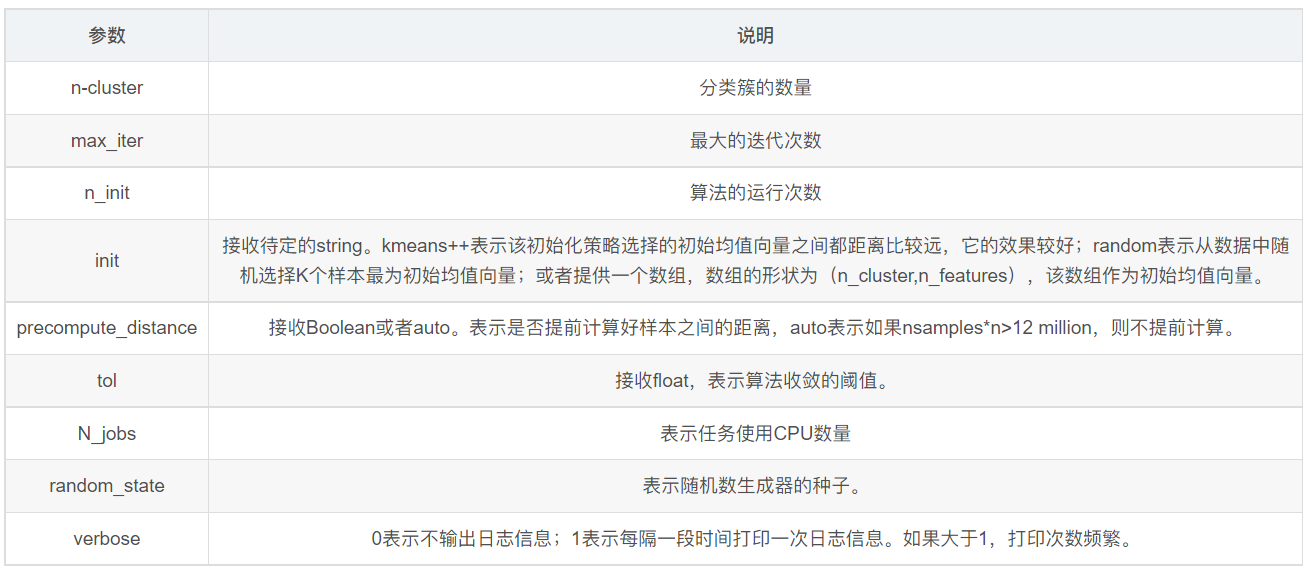 参数 说明
n-cluster 分类簇的数量
max_iter 最大的迭代次数
n_init 算法的运行次数
init 接收待定的string。kmeans++表示该初始化策略选择的初始均值向量之间都距离比较远，它的效果较好；random表示从数据中随
机选择K个样本最为初始均值向量；或者提供一个数组，数组的形状为（n_cluster,n_features），该数组作为初始均值向量。
precompute_distance 接收Boolean或者auto。表示是否提前计算好样本之间的距离，auto表示如果nsamples*n>12 million，则不提前计算。
tol 接收float，表示算法收敛的阈值。
N_jobs 表示任务使用CPU数量
random_state 表示随机数生成器的种子。
verbose 0表示不输出日志信息；1表示每隔一段时间打印一次日志信息。如果大于1，打印次数频繁。